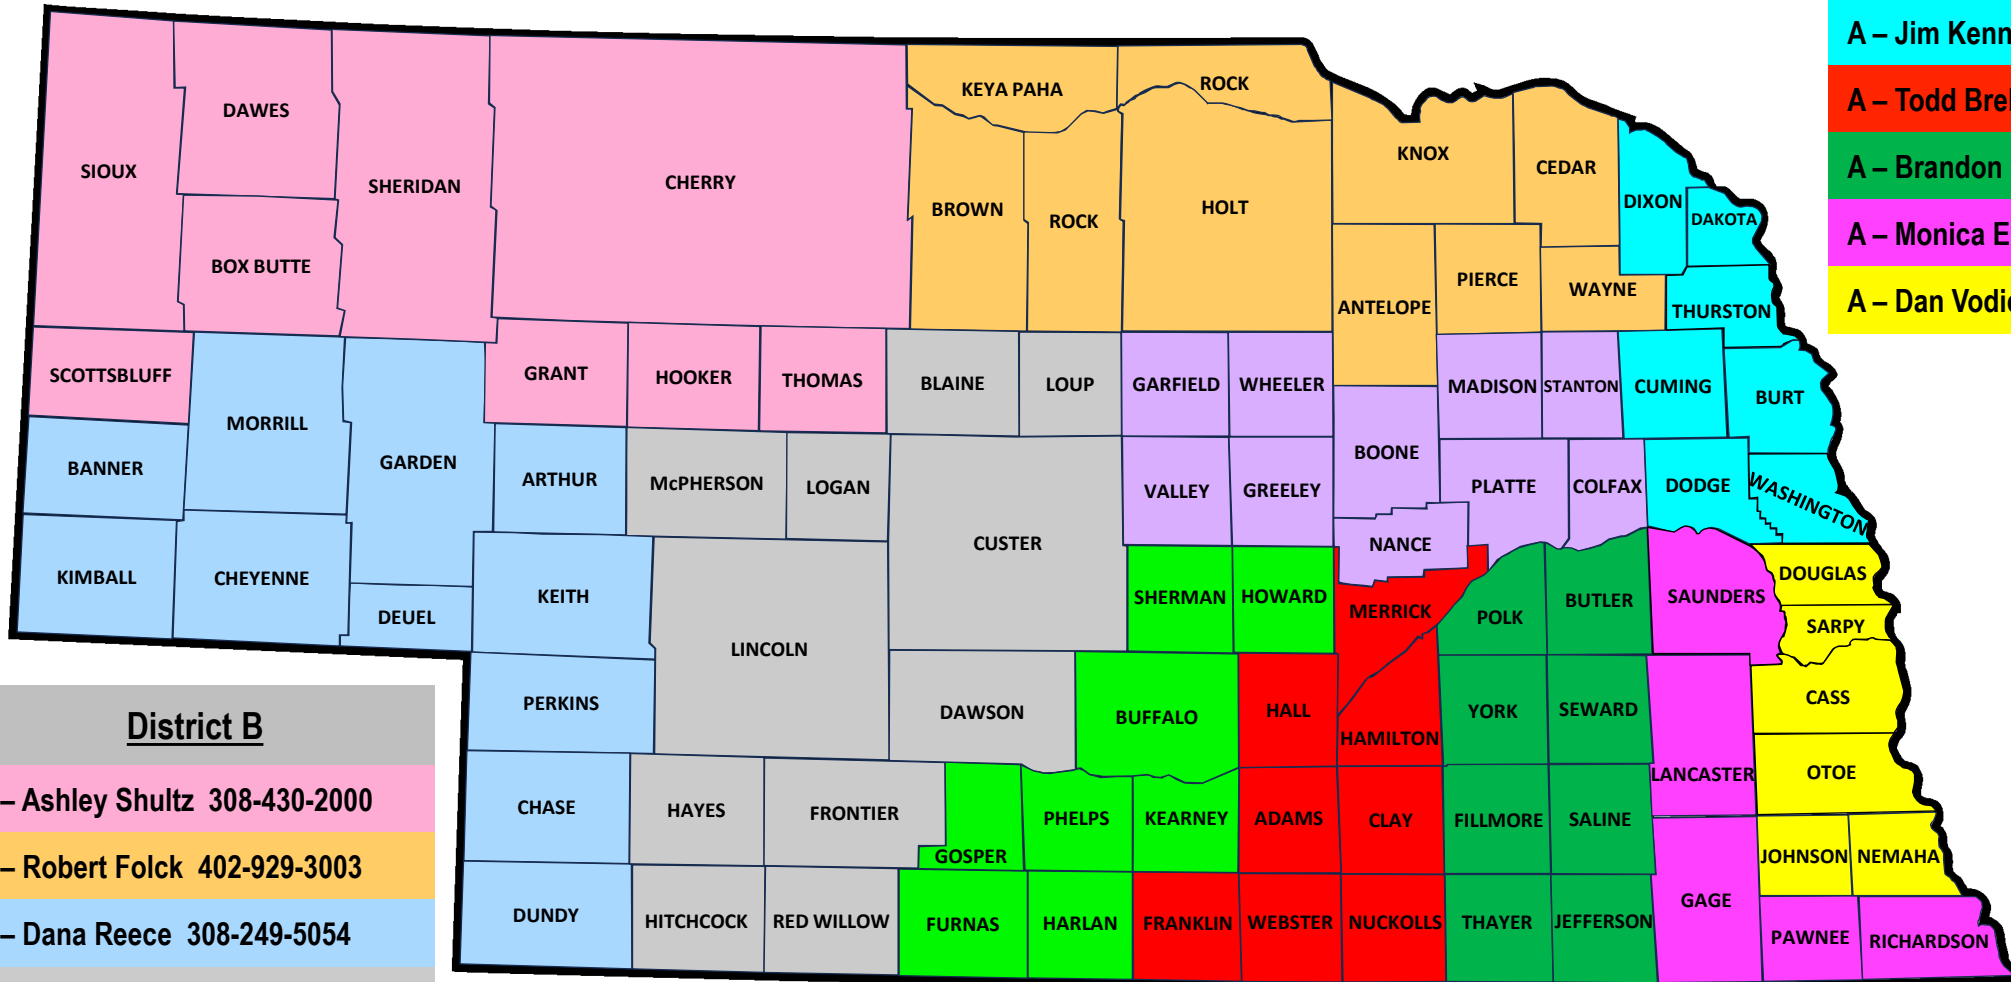 A – Jim Kenn
A – Todd Bre
A – Brandon
A – Monica E
A – Dan Vodi
KEYA PAHA
ROCK
DAWES
SIOUX
SHERIDAN
CHERRY
BROWN
ROCK
HOLT
KNOX
CEDAR
DIXON
DAKOTA
BOX BUTTE
ANTELOPE
PIERCE
WAYNE
THURSTON
SCOTTSBLUFF
GRANT
HOOKER
THOMAS
BLAINE
LOUP
GARFIELD
WHEELER
MADISON
STANTON
CUMING
BURT
MORRILL
GARDEN
BANNER
ARTHUR
McPHERSON
LOGAN
VALLEY
GREELEY
BOONE
PLATTE
COLFAX
DODGE
WASHINGTON
CUSTER
NANCE
KIMBALL
CHEYENNE
DEUEL
KEITH
LINCOLN
SHERMAN
HOWARD
MERRICK
POLK
BUTLER
SAUNDERS
DOUGLAS
SARPY
PERKINS
DAWSON
BUFFALO
HALL
HAMILTON
YORK
SEWARD
CASS
LANCASTER
OTOE
CHASE
HAYES
FRONTIER
GOSPER
PHELPS
KEARNEY
ADAMS
CLAY
FILLMORE
SALINE
JOHNSON
NEMAHA
DUNDY
HITCHCOCK
RED WILLOW
FURNAS
HARLAN
FRANKLIN
WEBSTER
NUCKOLLS
THAYER
JEFFERSON
GAGE
PAWNEE
RICHARDSON
District B
– Ashley Shultz 308-430-2000
– Robert Folck 402-929-3003
– Dana Reece 308-249-5054